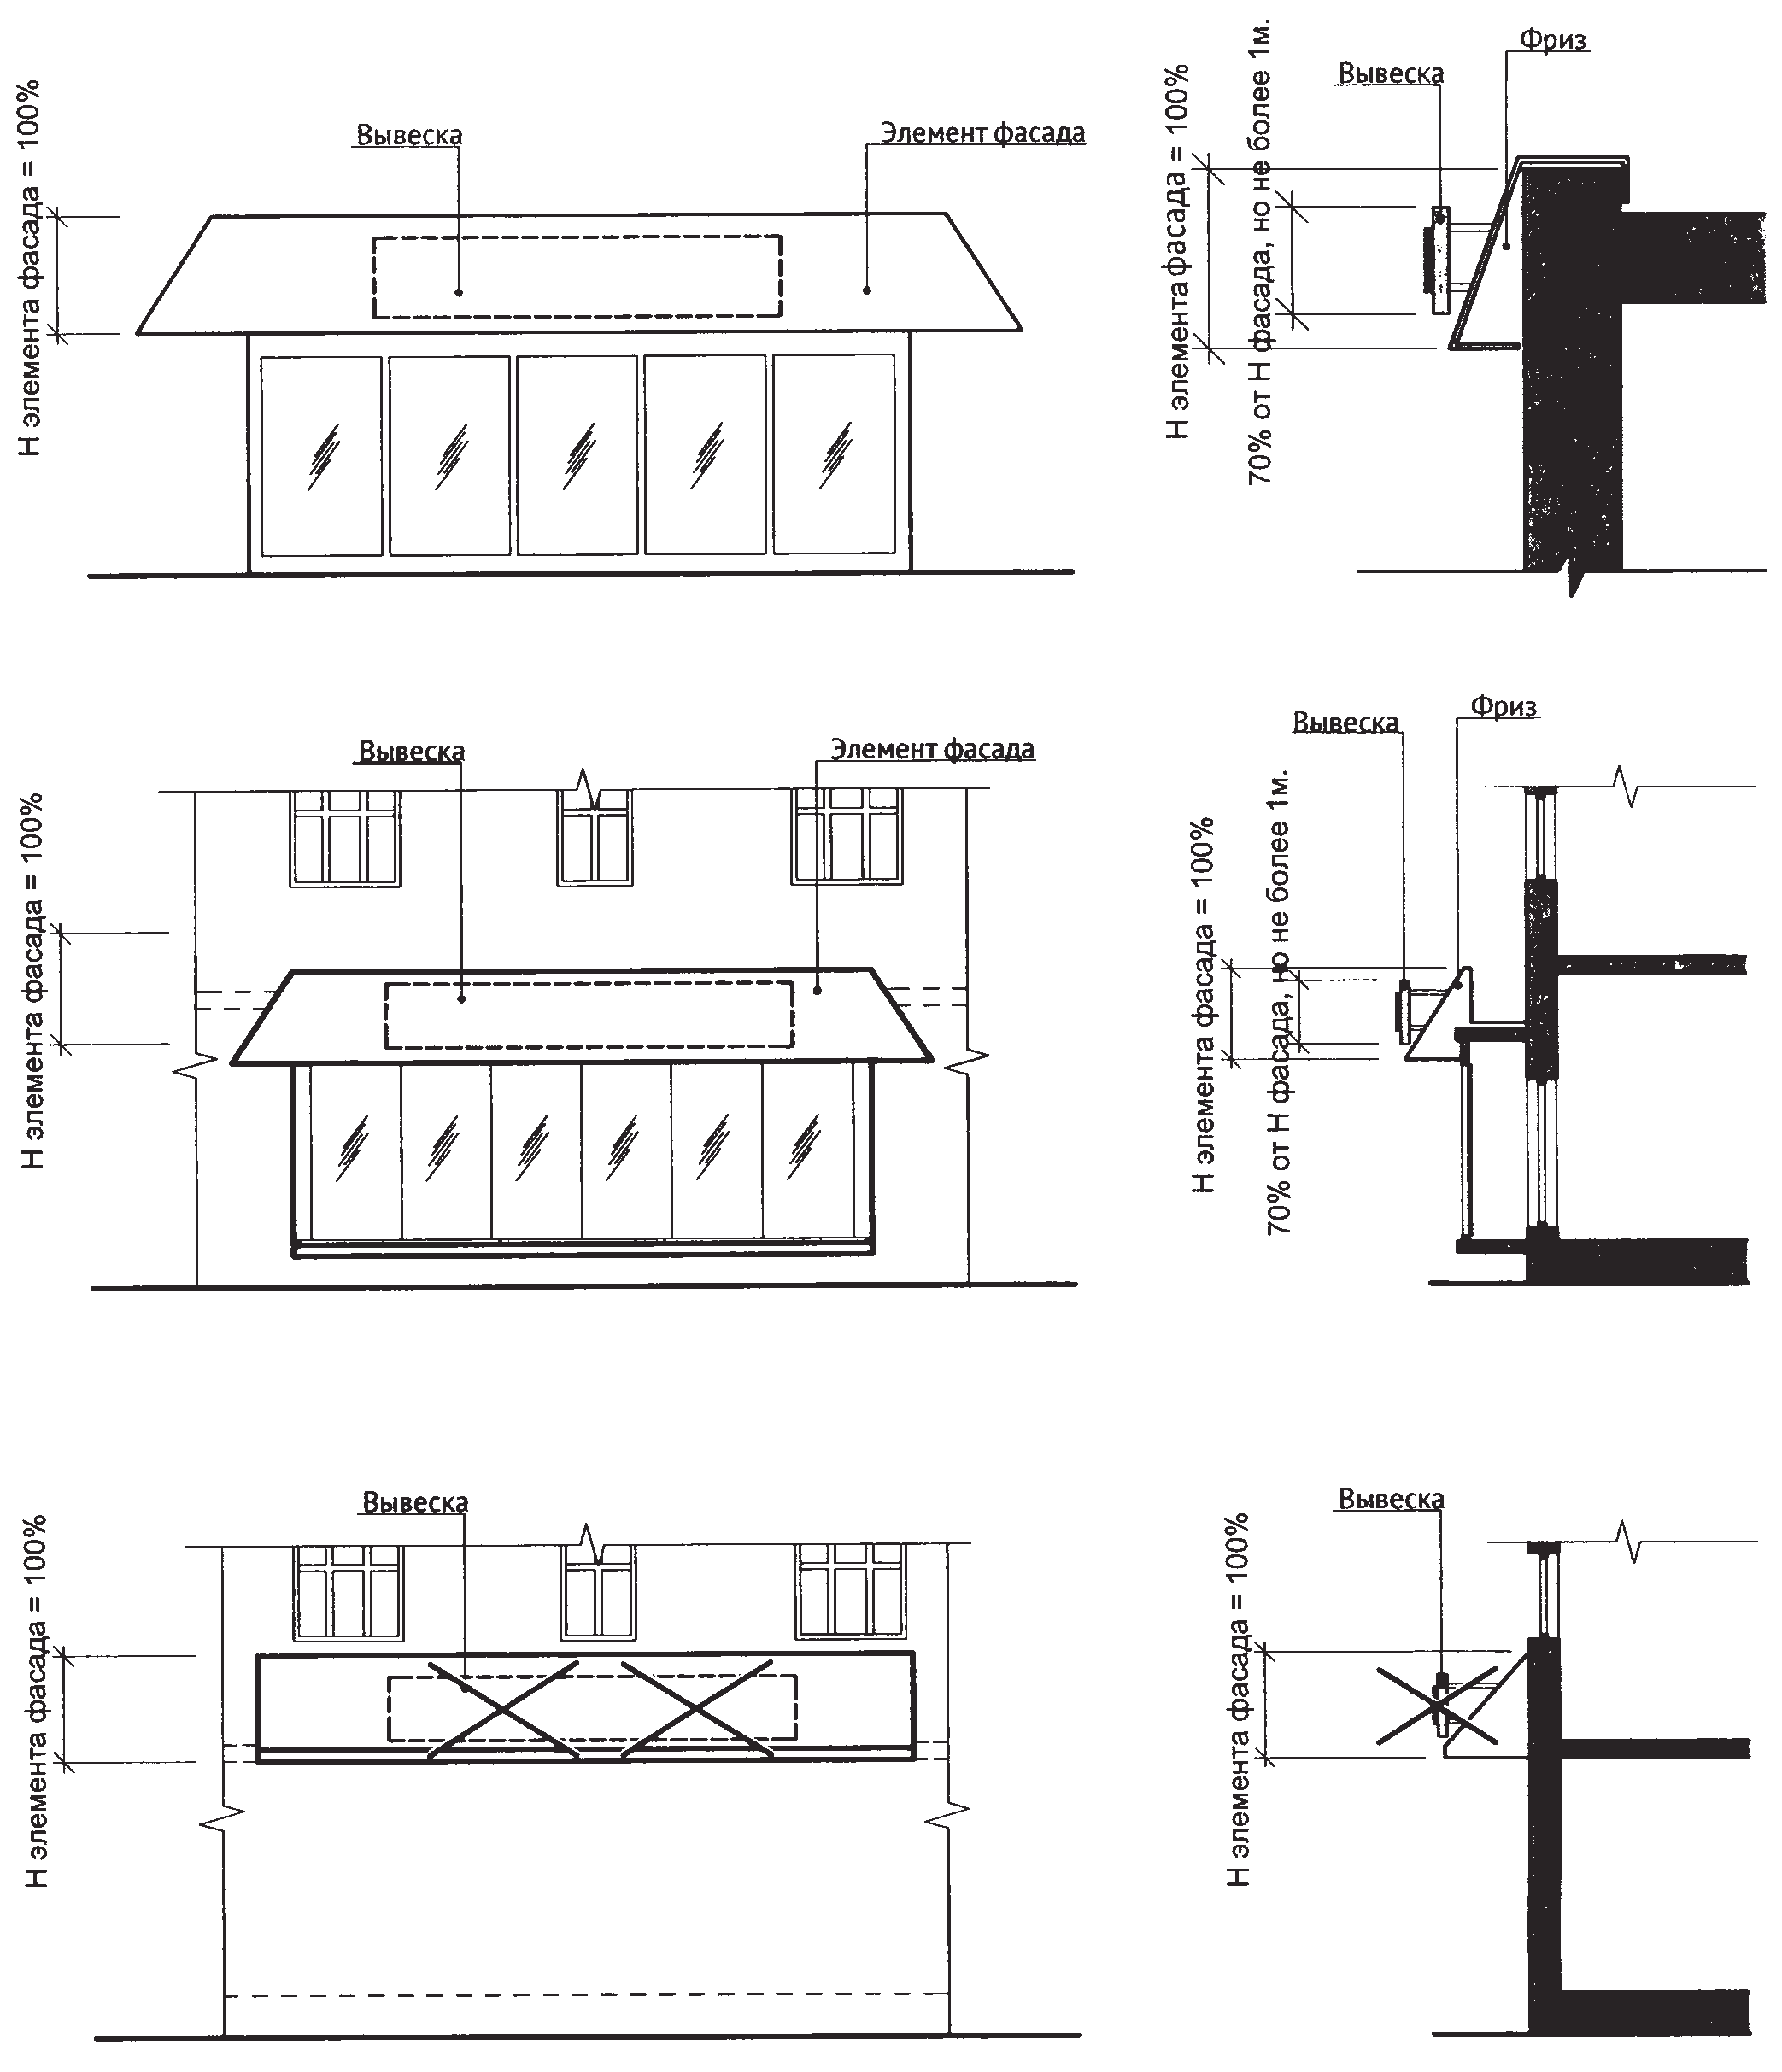 Н элемента фасада = 100%
Вывеска
Элемент фасада
Н элемента фасада = 100%
70% от Н фасада, но не более 1м.
Вывеска
Фриз
Н элемента фасада = 100%
Вывеска
Элемент фасада
Н элемента фасада = 100%
70% от Н фасада, но не более 1м.
Вывеска
Фриз
Н элемента фасада = 100%
Вывеска
Н элемента фасада = 100%
Вывеска